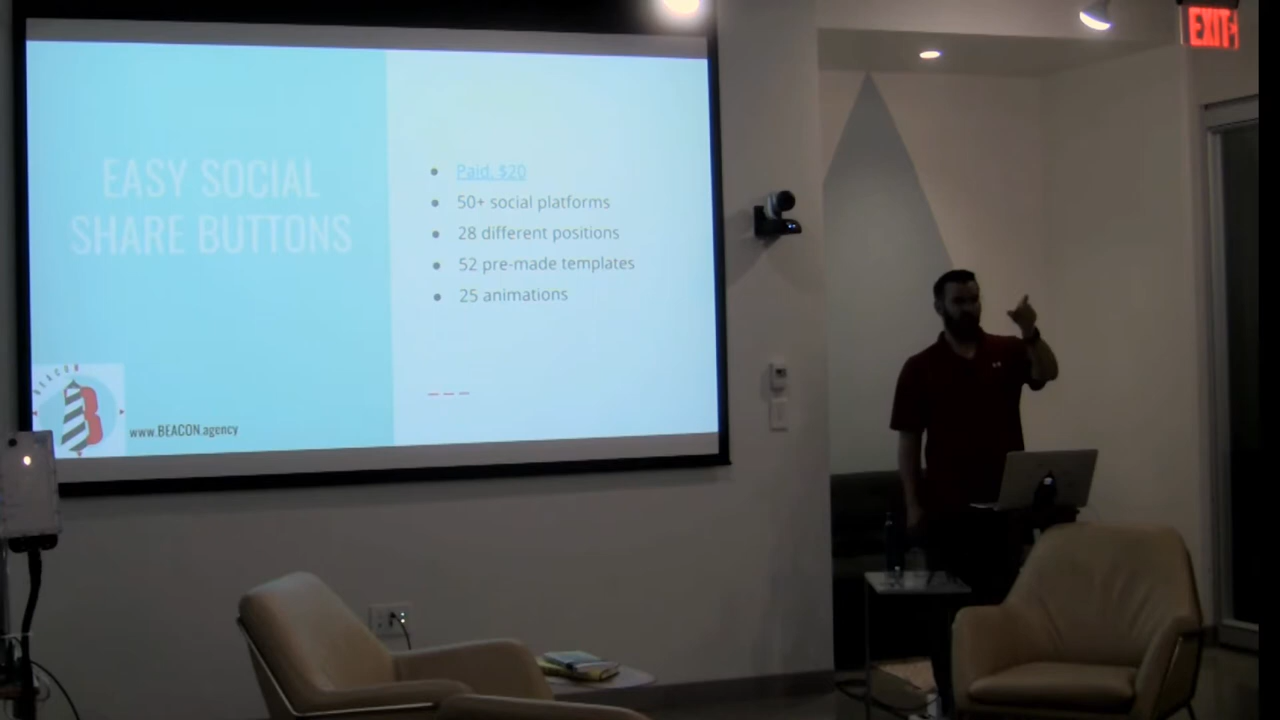 EASY SOCIAL
SHARE BUTTONS
Paid, $20
50+ social platforms
28 different positions
52 pre-made templates
25 animations
BEACON
B
www.BEACON.agency
EXIT